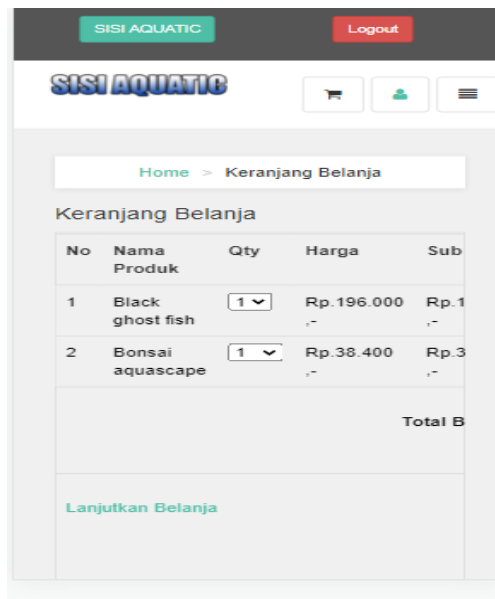 SISI AQUATIC Logout
SISI AQUATIC
Home > Keranjang Belanja
Keranjang Belanja
No Nama Produk Qty Harga Sub
1 Black ghost fish 1 Rp.196.000 ,- Rp.1 ,-
2 Bonsai aquascape 1 Rp.38.400 ,- Rp.3 ,-
Total B
Lanjutkan Belanja